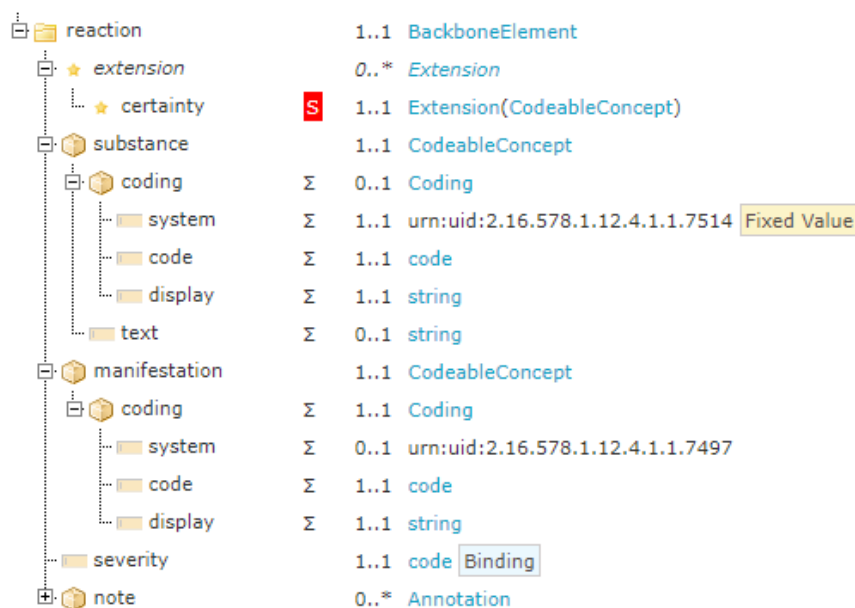 reaction 1..1 BackboneElement
extension 0..* Extension
certainty S 1..1 Extension(CodeableConcept)
substance 1..1 CodeableConcept
coding Σ 0..1 Coding
system Σ 1..1 urn:uid:2.16.578.1.12.4.1.1.7514 Fixed Value
code Σ 1..1 code
display Σ 1..1 string
text Σ 0..1 string
manifestation 1..1 CodeableConcept
coding Σ 1..1 Coding
system Σ 0..1 urn:uid:2.16.578.1.12.4.1.1.7497
code Σ 1..1 code
display Σ 1..1 string
severity 1..1 code Binding
note 0..* Annotation